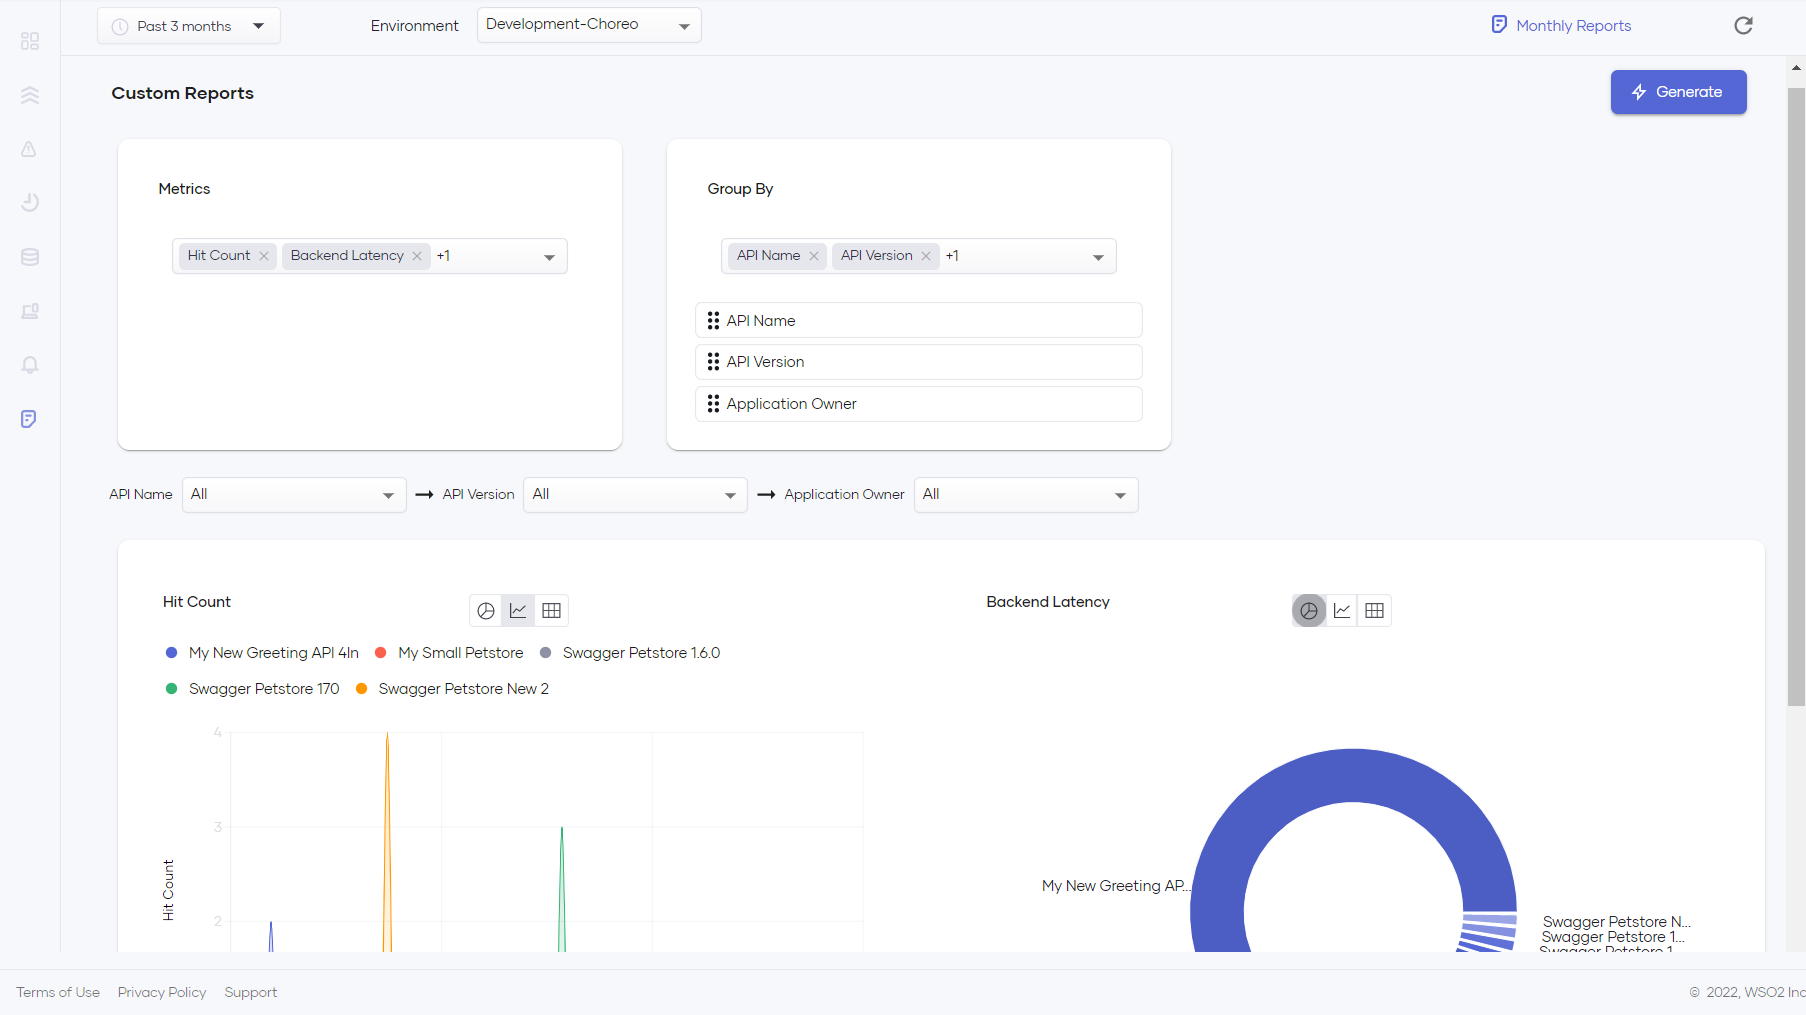 Past 3 months
Environment
Development-Choreo
Monthly Reports
Custom Reports
Generate
Metrics
Hit Count
Backend Latency
+1
Group By
API Name
API Version
+1
API Name
API Version
Application Owner
API Name
All
API Version
All
Application Owner
All
Hit Count
My New Greeting API 4In
My Small Petstore
Swagger Petstore 1.6.0
Swagger Petstore 170
Swagger Petstore New 2
4
3
2
Hit Count
Backend Latency
My New Greeting AP...
Swagger Petstore N...
Swagger Petstore 1...
Swagger Petstore 1
Terms of Use
Privacy Policy
Support
© 2022, WSO2 Inc